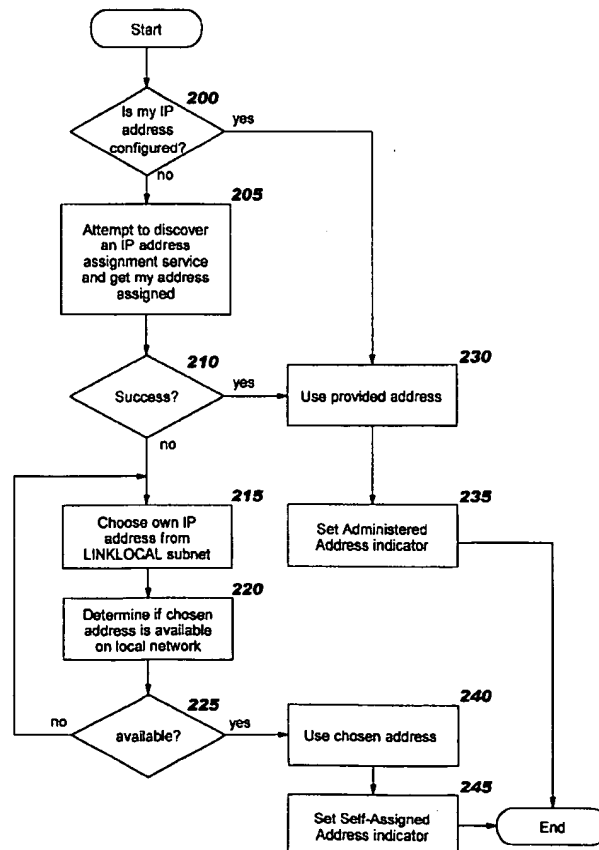 Start
200
Is my IP
address
configured?
yes
no
205
Attempt to discover
an IP address
assignment service
and get my address
assigned
210
Success?
yes
no
230
Use provided address
235
Set Administered
Address indicator
215
Choose own IP
address from
LINKLOCAL subnet
220
Determine if chosen
address is available
on local network
225
no
available?
yes
240
Use chosen address
245
Set Self-Assigned
Address indicator
End